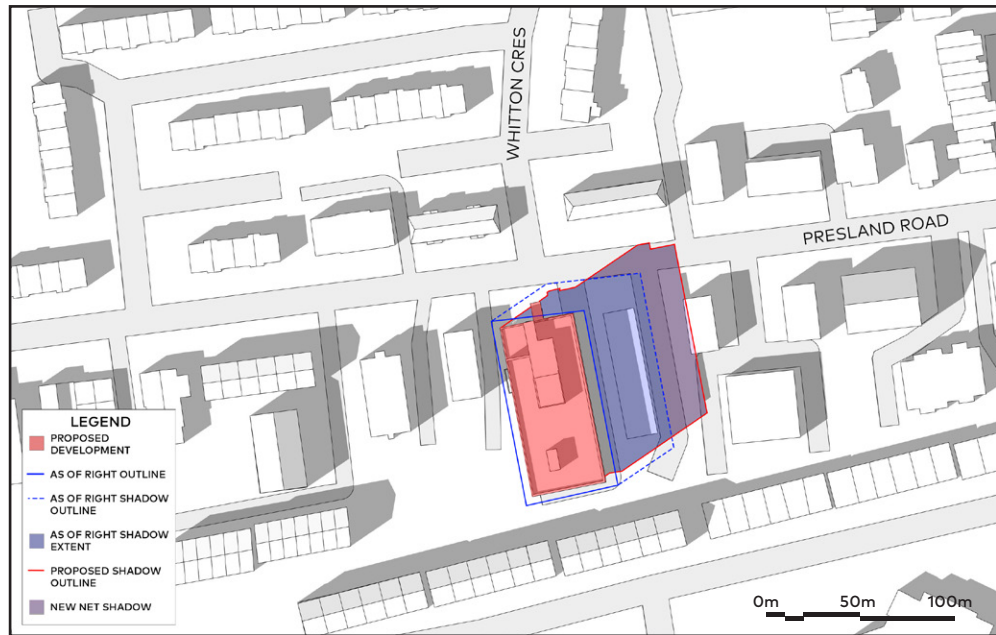 WHITTON CRES
PRESLAND ROAD
LEGEND
PROPOSED
DEVELOPMENT
AS OF RIGHT OUTLINE
AS OF RIGHT SHADOW
OUTLINE
AS OF RIGHT SHADOW
EXTENT
PROPOSED SHADOW
OUTLINE
NEW NET SHADOW
0m 50m 100m